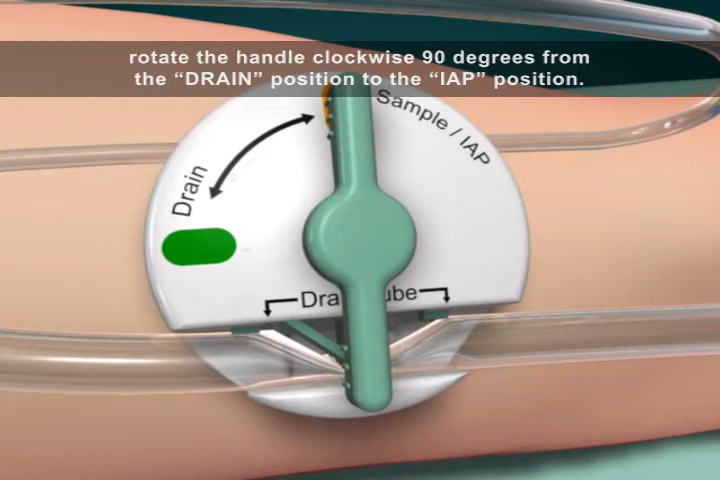 rotate the handle clockwise 90 degrees from
the “DRAIN” position to the “IAP” position.
Sample / IAP
Drain